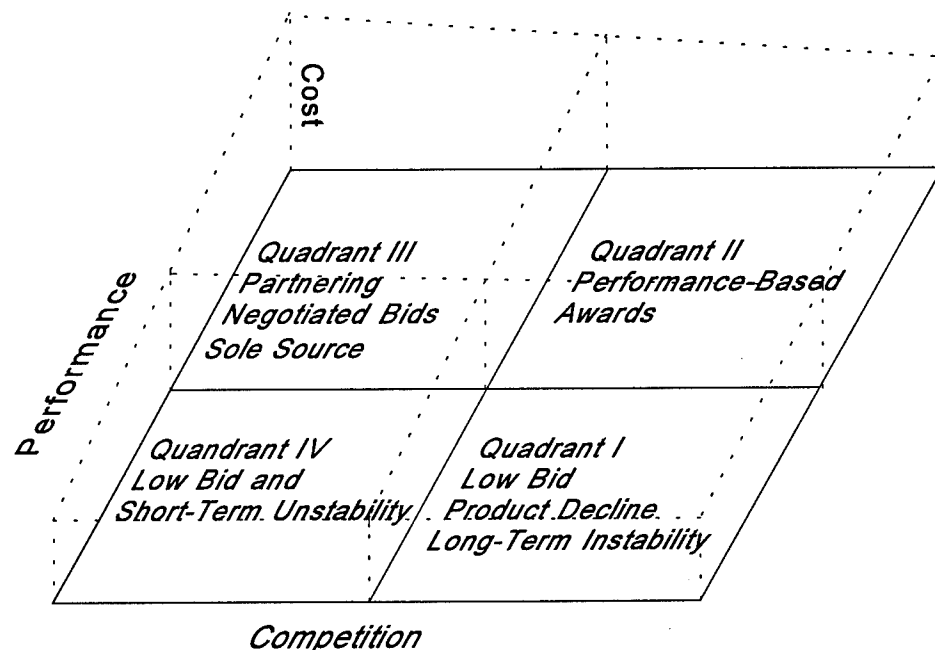 Cost
Performance
Quadrant III
Partnering
Negotiated Bids
Sole Source
Quadrant II
Performance-Based
Awards
Quandrant IV
Low Bid and
Short-Term Unstability
Quadrant I
Low Bid
Product Decline
Long-Term Instability
Competition